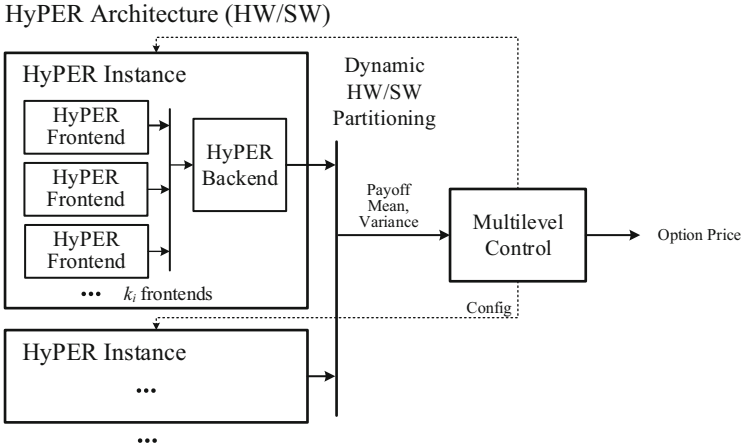 HyPER Architecture (HW/SW)
HyPER Instance
HyPER
Frontend
HyPER
Frontend
HyPER
Frontend
••• kᵢ frontends
HyPER
Backend
Dynamic
HW/SW
Partitioning
Payoff
Mean,
Variance
Multilevel
Control
Option Price
Config
HyPER Instance
•••
•••